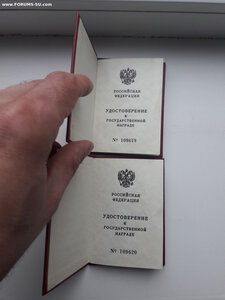 www.FORUMS-SU.com
РОССИЙСКАЯ
ФЕДЕРАЦИЯ
УДОСТОВЕРЕНИЕ
К
ГОСУДАРСТВЕННОЙ
НАГРАДЕ
№ 109619
РОССИЙСКАЯ
ФЕДЕРАЦИЯ
УДОСТОВЕРЕНИЕ
К
ГОСУДАРСТВЕННОЙ
НАГРАДЕ
№ 109620